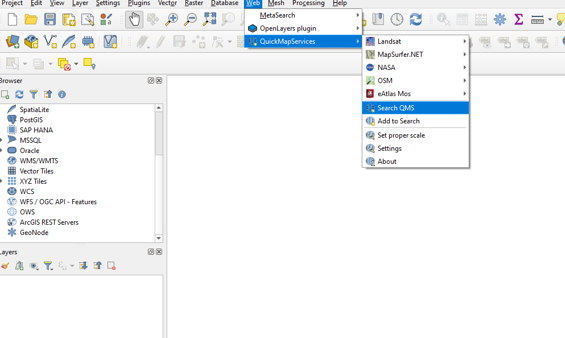 Project Edit View Layer Settings Plugins Vector Raster Database Web Mesh Processing Help
MetaSearch
OpenLayers plugin
QuickMapServices
Landsat
MapSurfer.NET
NASA
OSM
eAtlas Mos
Search QMS
Add to Search
Set proper scale
Settings
About
Browser
SpatiaLite
PostGIS
SAP HANA
MSSQL
Oracle
WMS/WMTS
Vector Tiles
XYZ Tiles
WCS
WFS / OGC API - Features
OWS
ArcGIS REST Servers
GeoNode
Layers